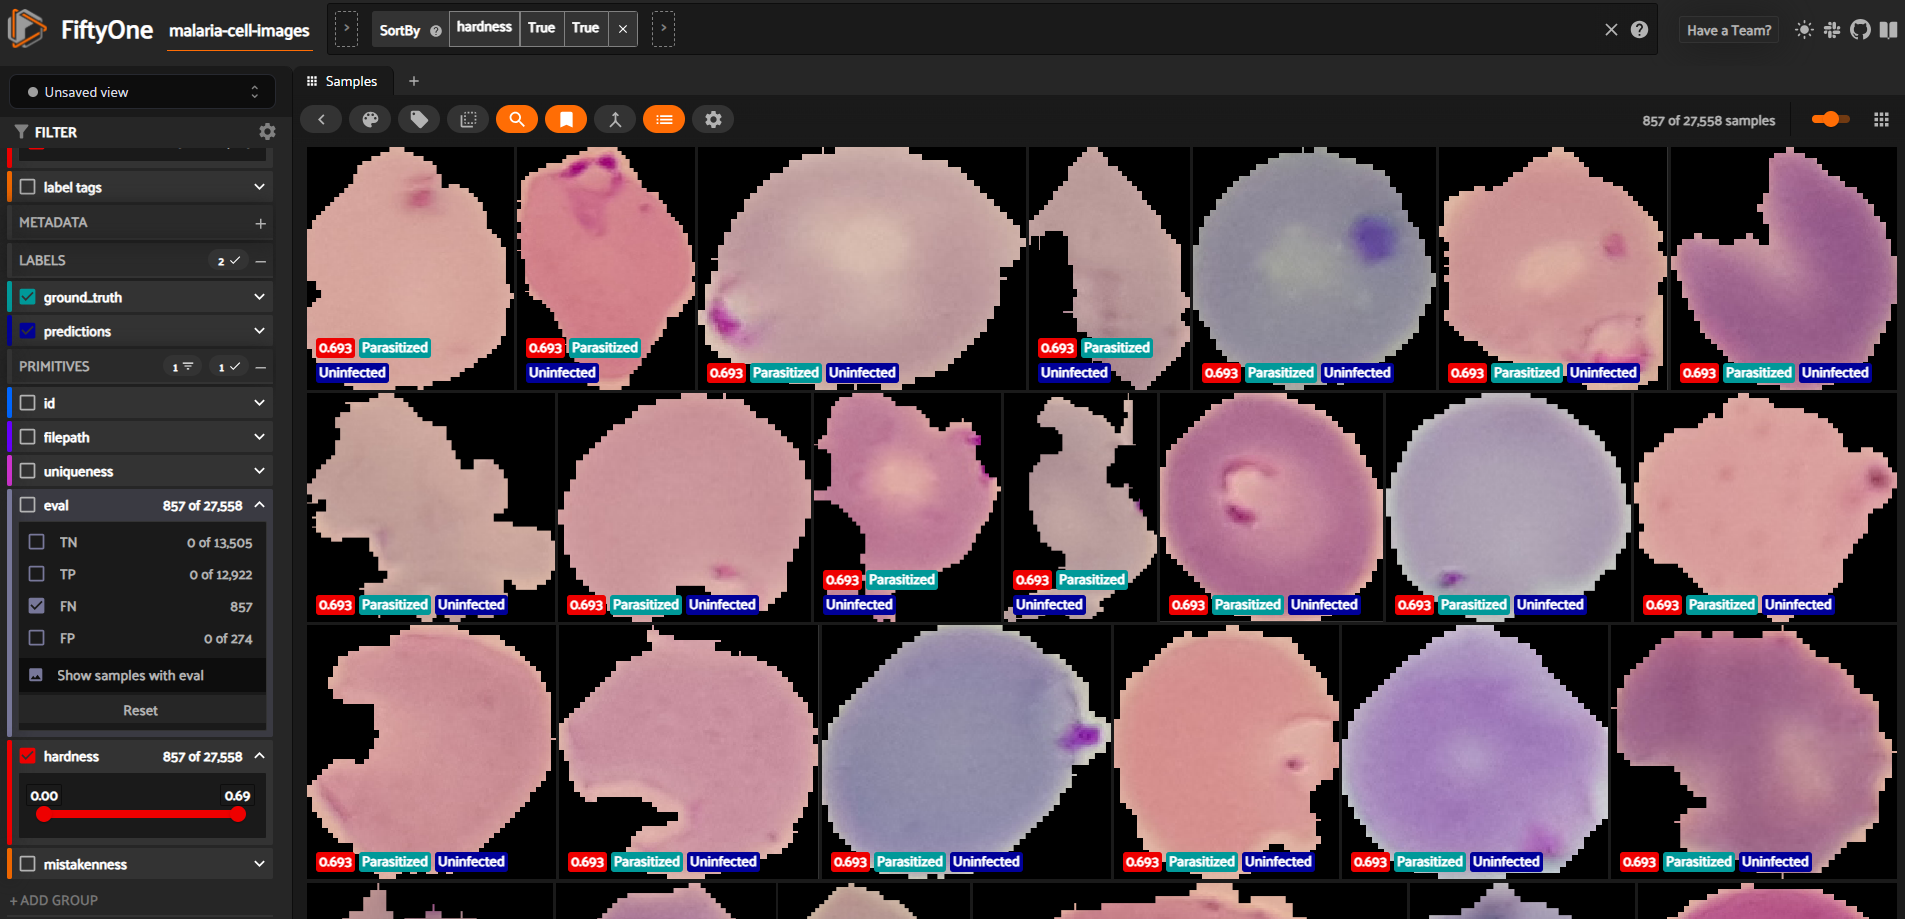 FiftyOne
malaria-cell-images
SortBy
hardness
True
True
Have a Team?
Unsaved view
Samples
FILTER
857 of 27,558 samples
label tags
METADATA
LABELS
2
ground_truth
predictions
PRIMITIVES
1
1
id
filepath
uniqueness
eval 857 of 27,558
TN 0 of 13,505
TP 0 of 12,922
FN 857
FP 0 of 274
Show samples with eval
Reset
hardness 857 of 27,558
0.00 0.69
mistakenness
+ ADD GROUP
0.693 Parasitized
Uninfected
0.693 Parasitized
Uninfected
0.693 Parasitized Uninfected
0.693 Parasitized
Uninfected
0.693 Parasitized Uninfected
0.693 Parasitized Uninfected
0.693 Parasitized Uninfected
0.693 Parasitized Uninfected
0.693 Parasitized Uninfected
0.693 Parasitized
Uninfected
0.693 Parasitized
Uninfected
0.693 Parasitized Uninfected
0.693 Parasitized Uninfected
0.693 Parasitized Uninfected
0.693 Parasitized Uninfected
0.693 Parasitized Uninfected
0.693 Parasitized Uninfected
0.693 Parasitized Uninfected
0.693 Parasitized Uninfected
0.693 Parasitized Uninfected